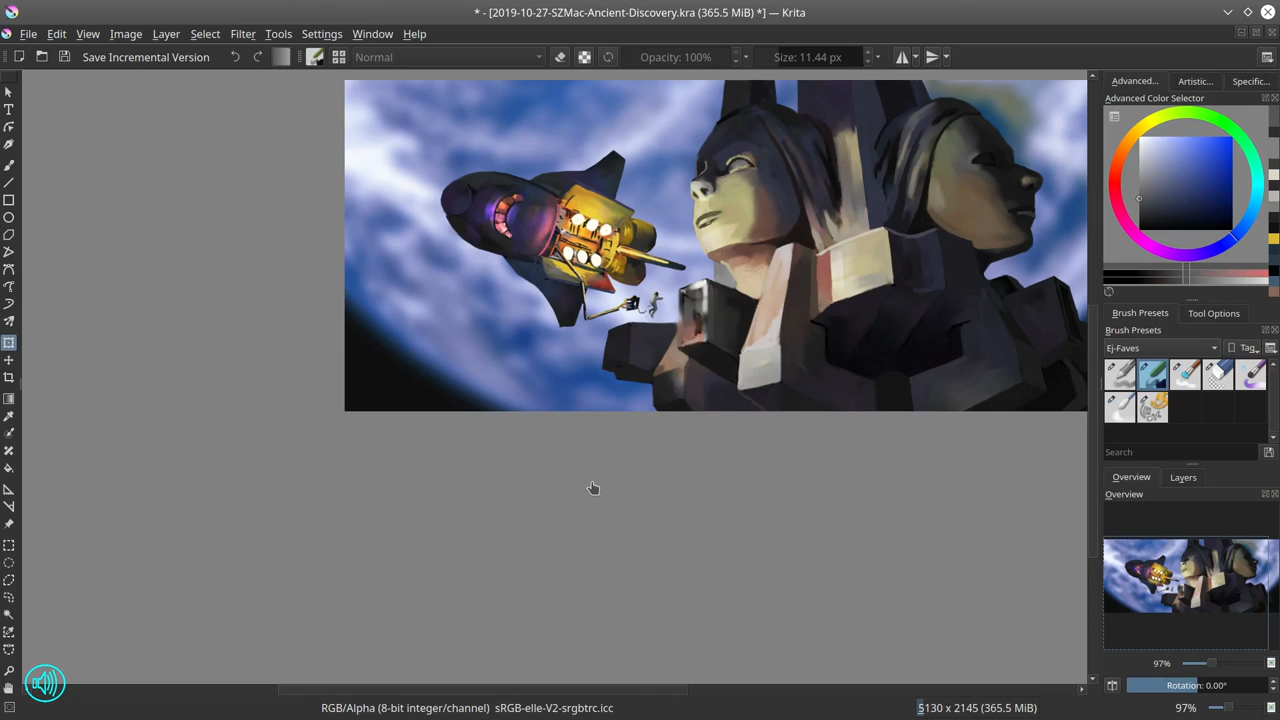 * - [2019-10-27-SZMac-Ancient-Discovery.kra (365.5 MiB) *] — Krita
File Edit View Image Layer Select Filter Tools Settings Window Help
Save Incremental Version Normal Opacity: 100% Size: 11.44 px
Advanced... Artistic... Specific...
Advanced Color Selector
Brush Presets Tool Options
Brush Presets
Ej-Faves Tag
Search
Overview Layers
Overview
97%
Rotation: 0.00°
RGB/Alpha (8-bit integer/channel) sRGB-elle-V2-srgbtrc.icc 5130 x 2145 (365.5 MiB) 97%